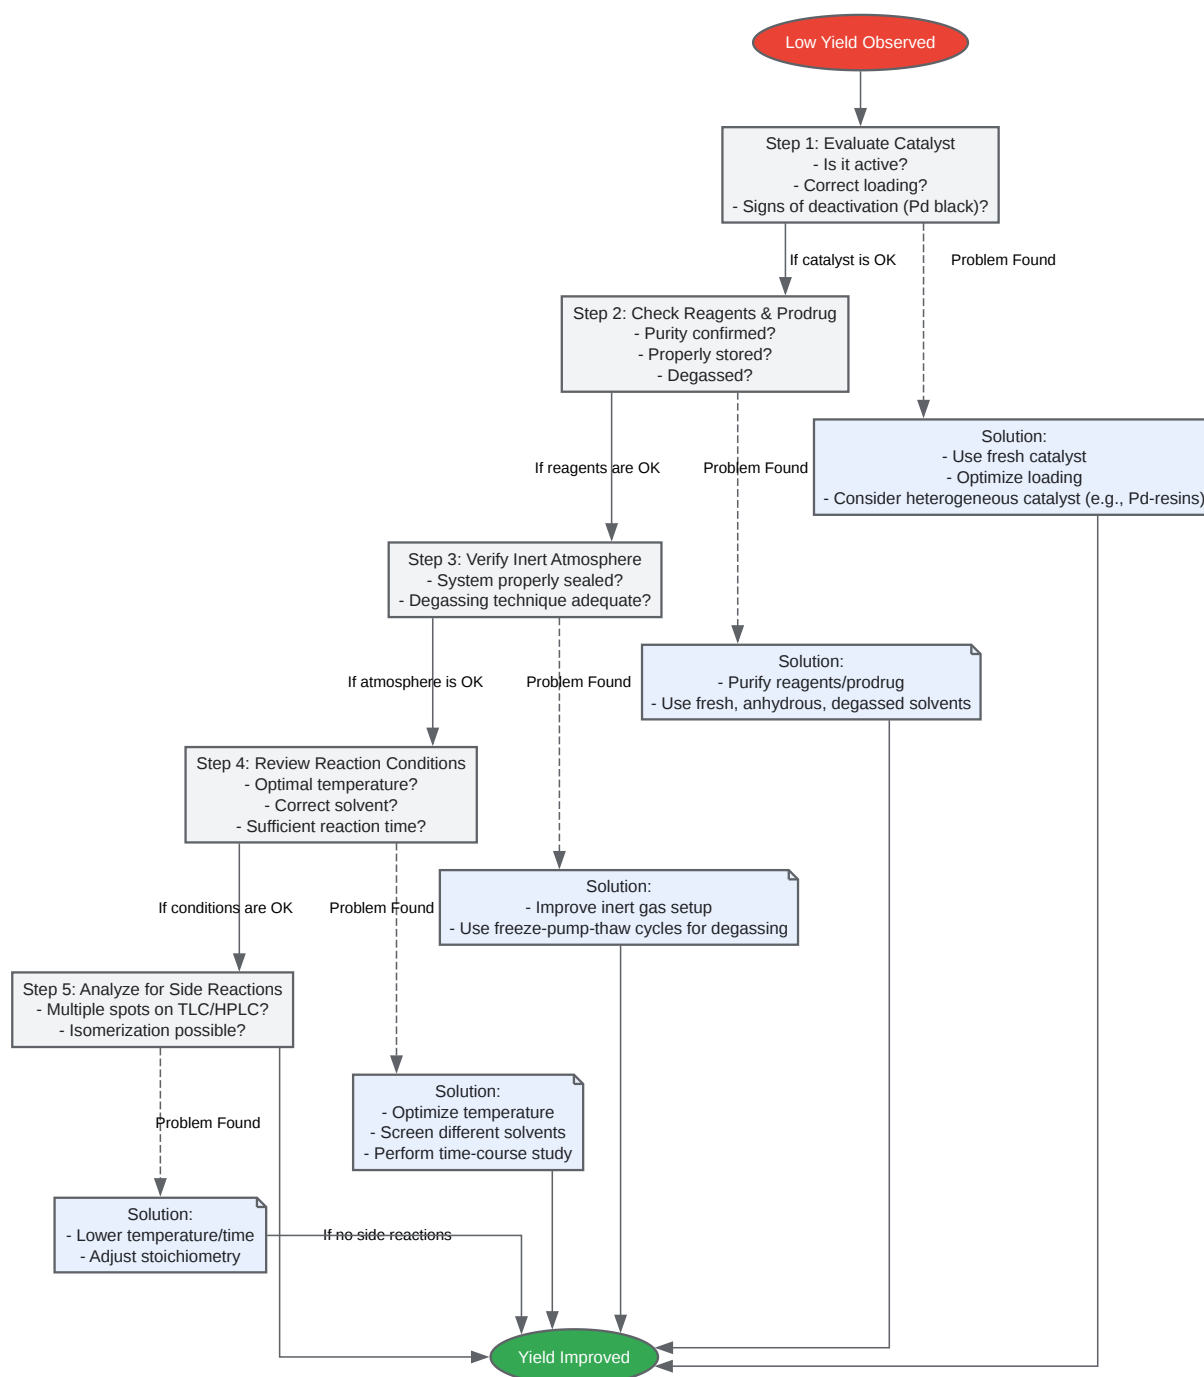 Low Yield Observed
Step 1: Evaluate Catalyst
- Is it active?
- Correct loading?
- Signs of deactivation (Pd black)?
If catalyst is OK
Problem Found
Step 2: Check Reagents & Prodrug
- Purity confirmed?
- Properly stored?
- Degassed?
Solution:
- Use fresh catalyst
- Optimize loading
- Consider heterogeneous catalyst (e.g., Pd-resins)
If reagents are OK
Problem Found
Step 3: Verify Inert Atmosphere
- System properly sealed?
- Degassing technique adequate?
Solution:
- Purify reagents/prodrug
- Use fresh, anhydrous, degassed solvents
If atmosphere is OK
Problem Found
Step 4: Review Reaction Conditions
- Optimal temperature?
- Correct solvent?
- Sufficient reaction time?
Solution:
- Improve inert gas setup
- Use freeze-pump-thaw cycles for degassing
If conditions are OK
Problem Found
Step 5: Analyze for Side Reactions
- Multiple spots on TLC/HPLC?
- Isomerization possible?
Solution:
- Optimize temperature
- Screen different solvents
- Perform time-course study
Problem Found
Solution:
- Lower temperature/time
- Adjust stoichiometry
If no side reactions
Yield Improved